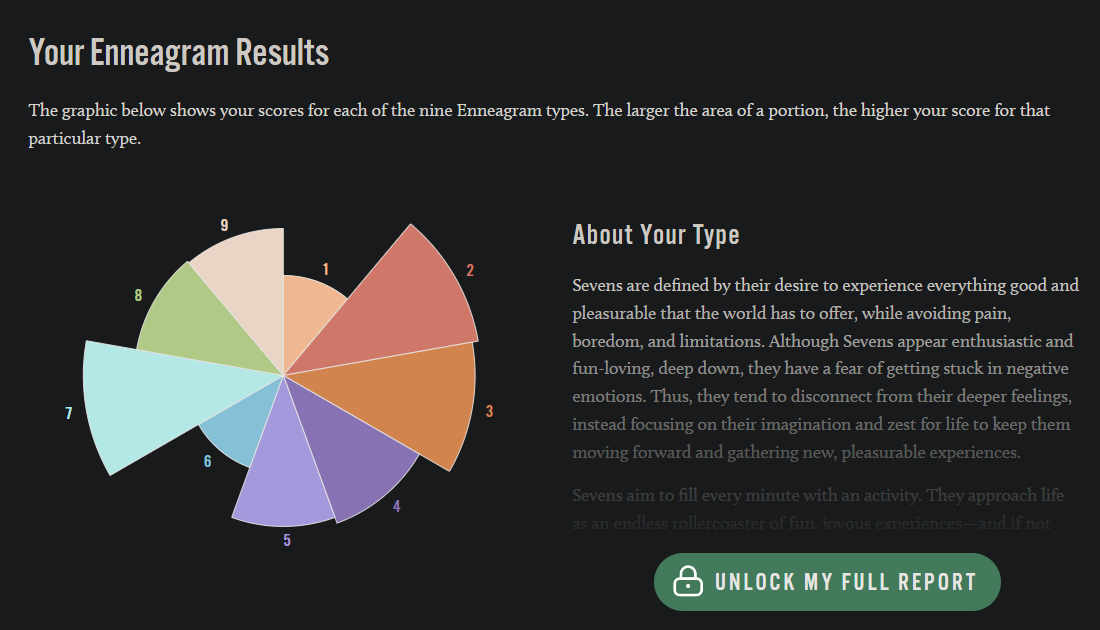 Your Enneagram Results
The graphic below shows your scores for each of the nine Enneagram types. The larger the area of a portion, the higher your score for that
particular type.
9
1
2
8
7
3
6
4
5
About Your Type
Sevens are defined by their desire to experience everything good and
pleasurable that the world has to offer, while avoiding pain,
boredom, and limitations. Although Sevens appear enthusiastic and
fun-loving, deep down, they have a fear of getting stuck in negative
emotions. Thus, they tend to disconnect from their deeper feelings,
instead focusing on their imagination and zest for life to keep them
moving forward and gathering new, pleasurable experiences.
Sevens aim to fill every minute with an activity. They approach life
as an endless rollercoaster of fun, joyous experiences—and if not
UNLOCK MY FULL REPORT